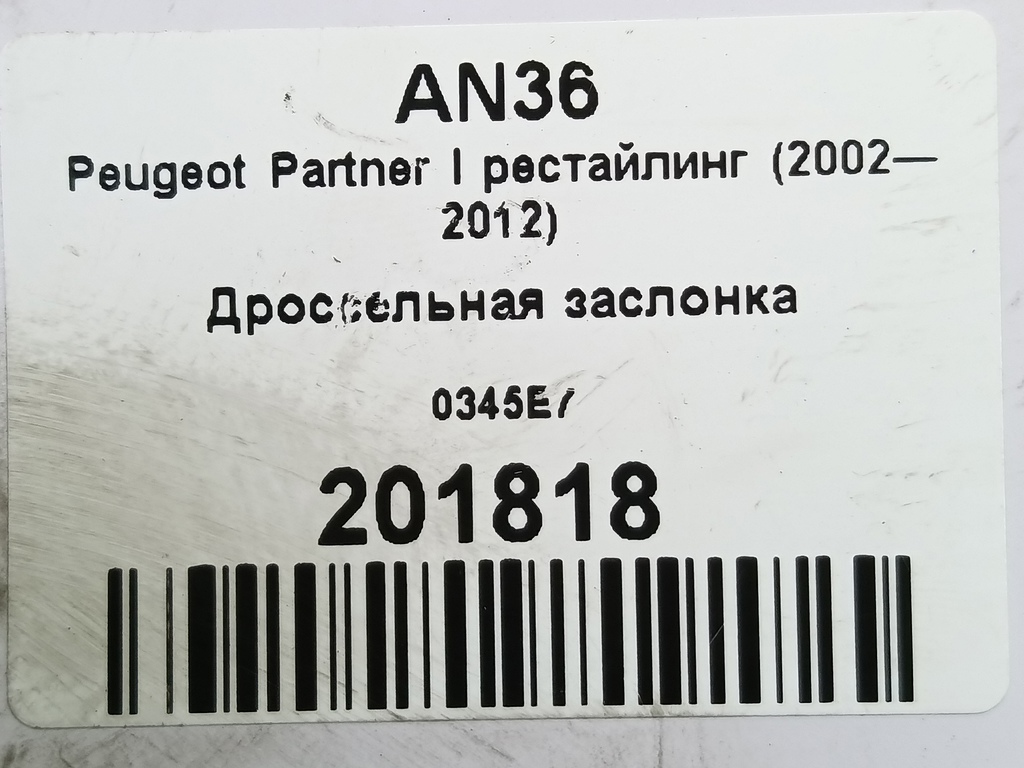 AN36
Peugeot Partner I рестайлинг (2002—
2012)
Дроссельная заслонка
0345E7
201818